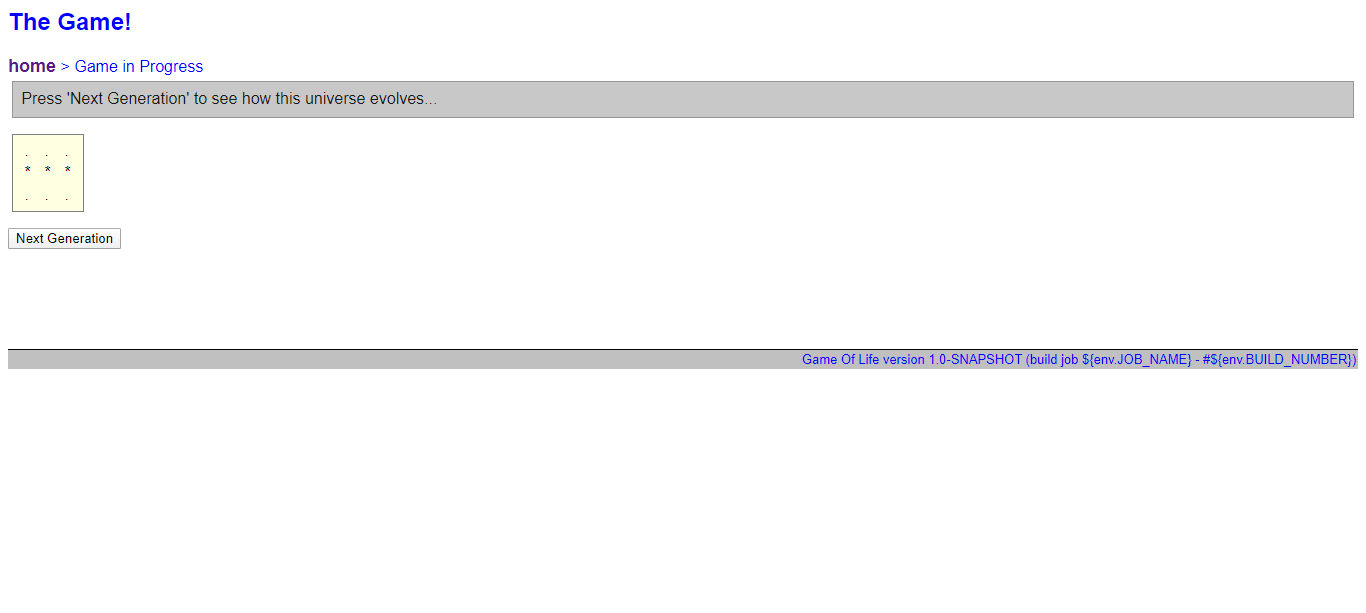 The Game!
home > Game in Progress
Press 'Next Generation' to see how this universe evolves...
. . .
* * *
. . .
Next Generation
Game Of Life version 1.0-SNAPSHOT (build job ${env.JOB_NAME} - #${env.BUILD_NUMBER})